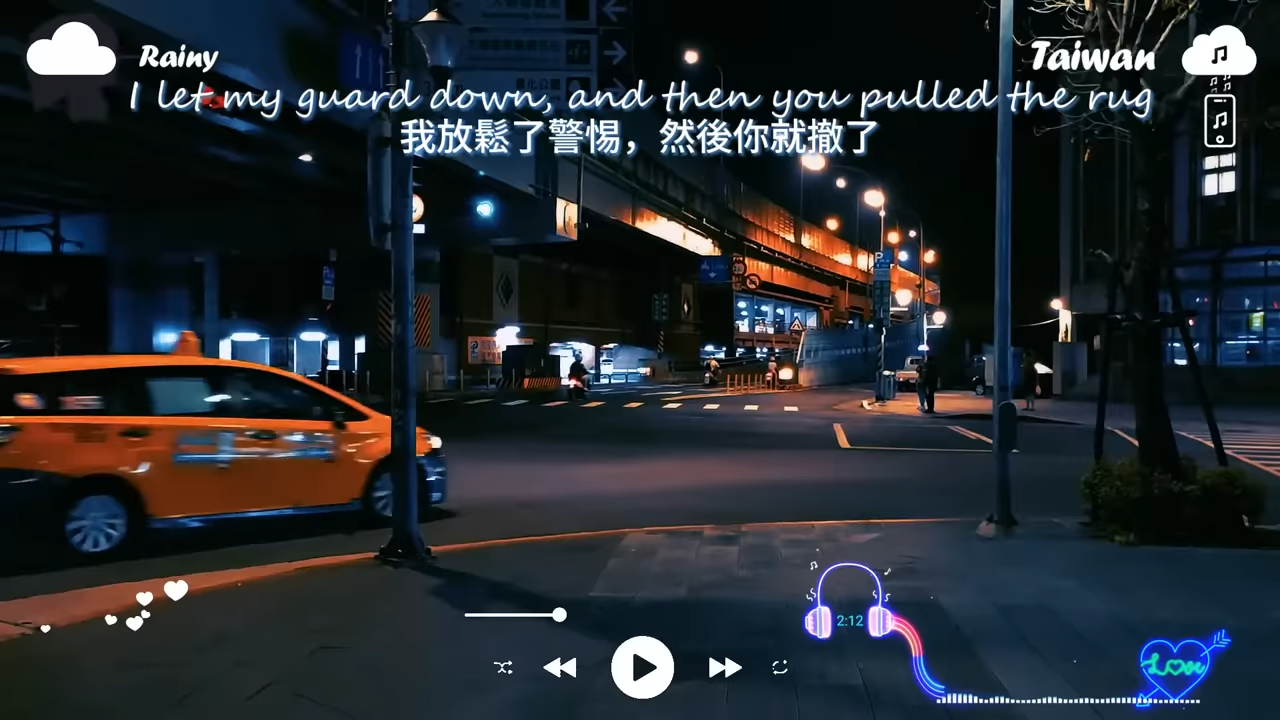 Rainy
Taiwan
I let my guard down, and then you pulled the rug
我放鬆了警惕，然後你就撤了
2:12
Love